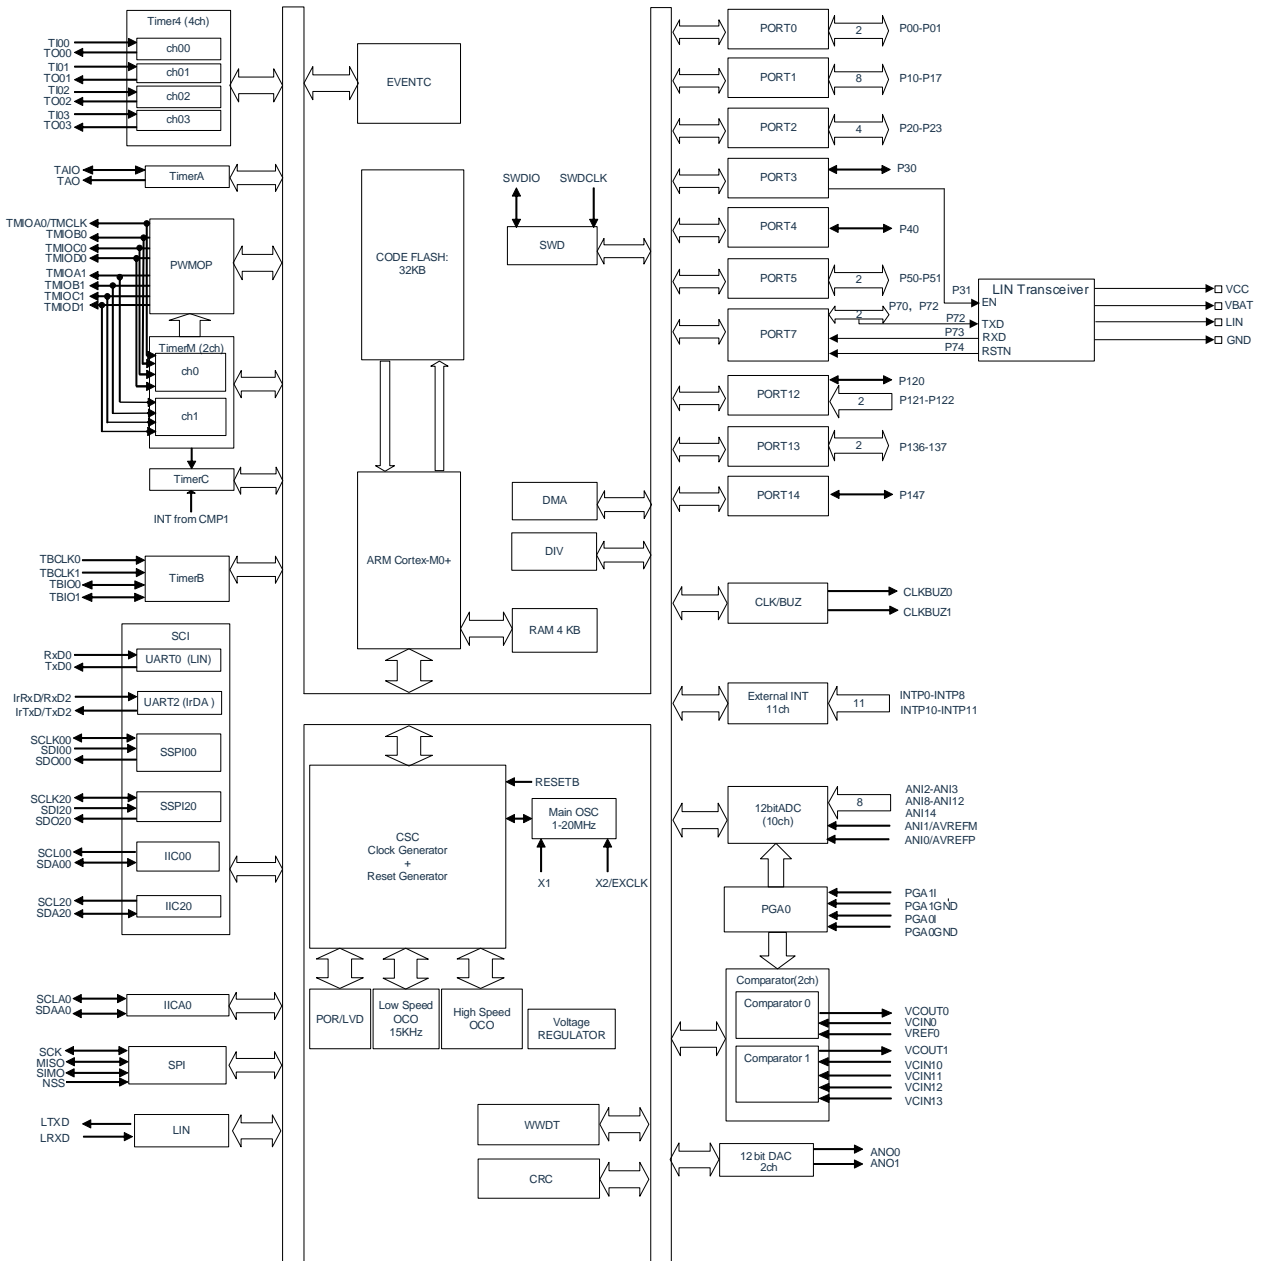 Timer4 (4ch)
TI00
TO00
ch00
TI01
TO01
ch01
TI02
TO02
ch02
TI03
TO03
ch03
TAIO
TAO
TimerA
TMIOA0/TMCLK
TMIOB0
TMIOC0
TMIOD0
TMIOA1
TMIOB1
TMIOC1
TMIOD1
PWMOP
TimerM (2ch)
ch0
ch1
TimerC
INT from CMP1
TBCLK0
TBCLK1
TBIO0
TBIO1
TimerB
SCI
RxD0
TxD0
UART0 (LIN)
IrRxD/RxD2
IrTxD/TxD2
UART2 (IrDA )
SCLK00
SDI00
SDO00
SSPI00
SCLK20
SDI20
SDO20
SSPI20
SCL00
SDA00
IIC00
SCL20
SDA20
IIC20
SCLA0
SDAA0
IICA0
SCK
MISO
SIMO
NSS
SPI
LTXD
LRXD
LIN
EVENTC
CODE FLASH:
32KB
SWDIO
SWDCLK
SWD
ARM Cortex-M0+
DMA
DIV
RAM 4 KB
CSC
Clock Generator
+
Reset Generator
RESETB
Main OSC
1-20MHz
X1
X2/EXCLK
POR/LVD
Low Speed
OCO
15KHz
High Speed
OCO
Voltage
REGULATOR
WWDT
CRC
PORT0
2
P00-P01
PORT1
8
P10-P17
PORT2
4
P20-P23
PORT3
P30
PORT4
P40
PORT5
2
P50-P51
PORT7
2
P70, P72
P31
P72
P73
P74
LIN Transceiver
EN
TXD
RXD
RSTN
VCC
VBAT
LIN
GND
PORT12
P120
2
P121-P122
PORT13
2
P136-137
PORT14
P147
CLK/BUZ
CLKBUZ0
CLKBUZ1
External INT
11ch
11
INTP0-INTP8
INTP10-INTP11
12bitADC
(10ch)
8
ANI2-ANI3
ANI8-ANI12
ANI14
ANI1/AVREFM
ANI0/AVREFP
PGA0
PGA1I
PGA1GND
PGA0I
PGA0GND
Comparator(2ch)
Comparator 0
VCOUT0
VCIN0
VREF0
Comparator 1
VCOUT1
VCIN10
VCIN11
VCIN12
VCIN13
12 bit DAC
2ch
ANO0
ANO1